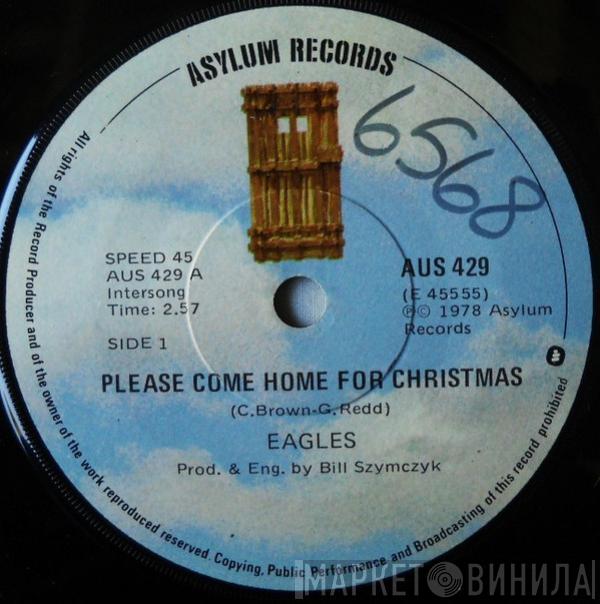 ASYLUM RECORDS
6568
SPEED 45
AUS 429 A
Intersong
Time: 2.57
SIDE 1
AUS 429
(E 45555)
℗© 1978 Asylum
Records
PLEASE COME HOME FOR CHRISTMAS
(C.Brown-G.Redd)
EAGLES
Prod. & Eng. by Bill Szymczyk
All rights of the Record Producer and of the owner of the work reproduced reserved. Copying, Public Performance and Broadcasting of this record prohibited
МАРКЕТ ВИНИЛА